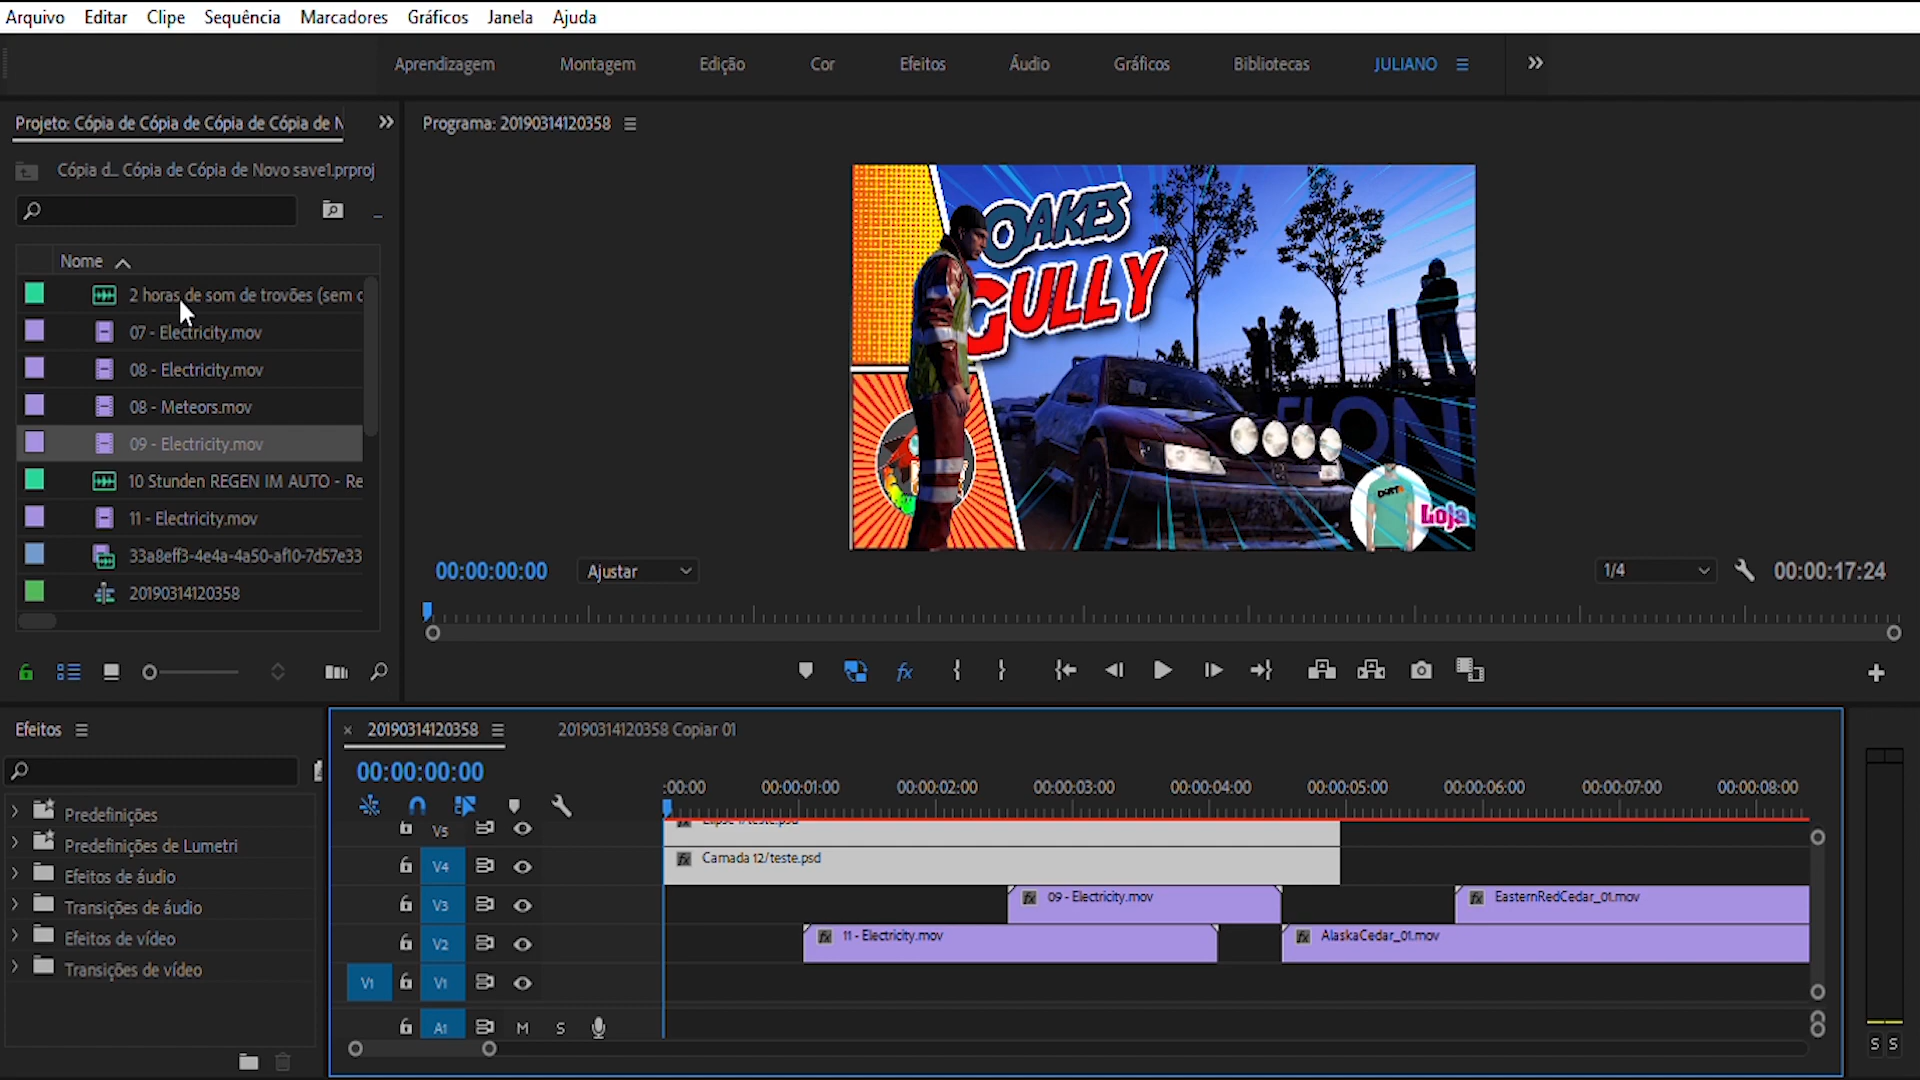 Arquivo Editar Clipe Sequência Marcadores Gráficos Janela Ajuda
Aprendizagem Montagem Edição Cor Efeitos Áudio Gráficos Bibliotecas JULIANO
Projeto: Cópia de Cópia de Cópia de Cópia de N
Programa: 20190314120358
Cópia d... Cópia de Cópia de Novo save1.prproj
Nome
2 horas de som de trovões (sem c
07 - Electricity.mov
08 - Electricity.mov
08 - Meteors.mov
09 - Electricity.mov
10 Stunden REGEN IM AUTO - Re
11 - Electricity.mov
33a8eff3-4e4a-4a50-af10-7d57e33
20190314120358
OAKES
GULLY
DIRT
Loja
00:00:00:00 Ajustar 1/4 00:00:17:24
Efeitos
Predefinições
Predefinições de Lumetri
Efeitos de áudio
Transições de áudio
Efeitos de vídeo
Transições de vídeo
20190314120358 20190314120358 Copiar 01
00:00:00:00
:00:00 00:00:01:00 00:00:02:00 00:00:03:00 00:00:04:00 00:00:05:00 00:00:06:00 00:00:07:00 00:00:08:00
V5 Elipse 1/teste.psd
V4 Camada 12/teste.psd
V3 09 - Electricity.mov EasternRedCedar_01.mov
V2 11 - Electricity.mov AlaskaCedar_01.mov
V1 V1
A1 M S
S S